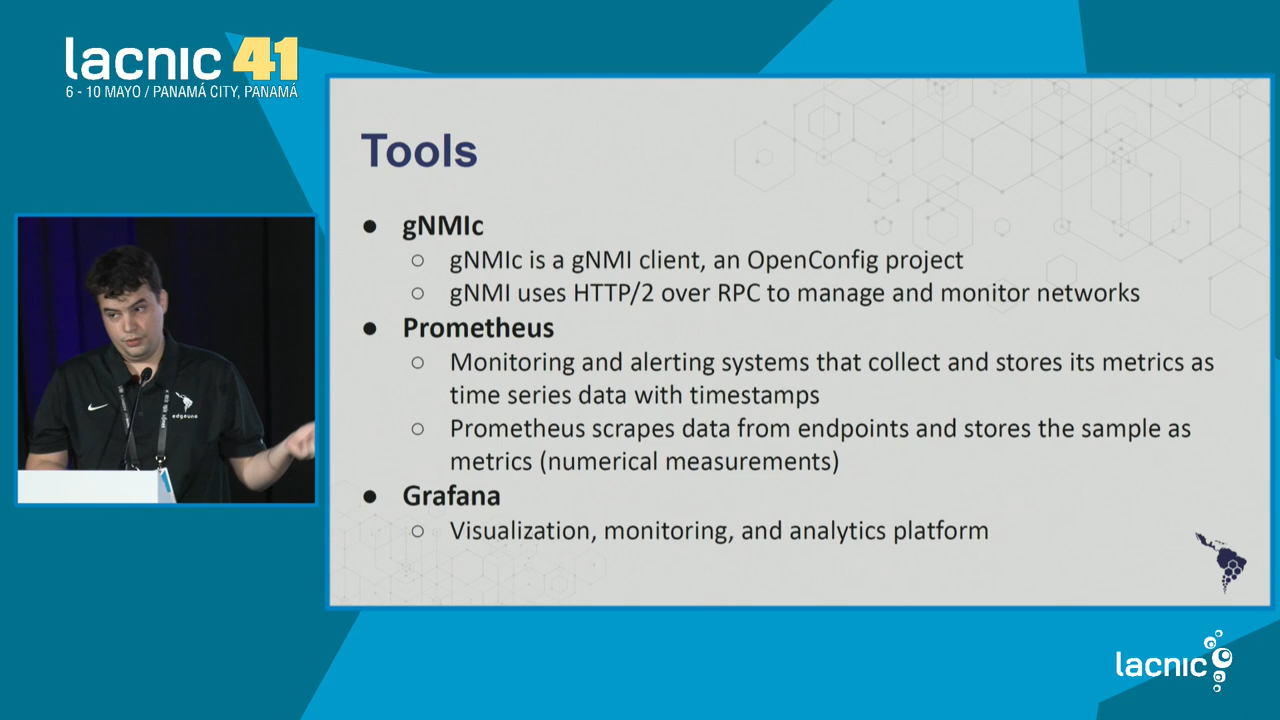 lacnic 41
6 - 10 MAYO / PANAMÁ CITY, PANAMÁ
Tools
● gNMIc
○ gNMIc is a gNMI client, an OpenConfig project
○ gNMI uses HTTP/2 over RPC to manage and monitor networks
● Prometheus
○ Monitoring and alerting systems that collect and stores its metrics as
time series data with timestamps
○ Prometheus scrapes data from endpoints and stores the sample as
metrics (numerical measurements)
● Grafana
○ Visualization, monitoring, and analytics platform
edgeuno
lacnic